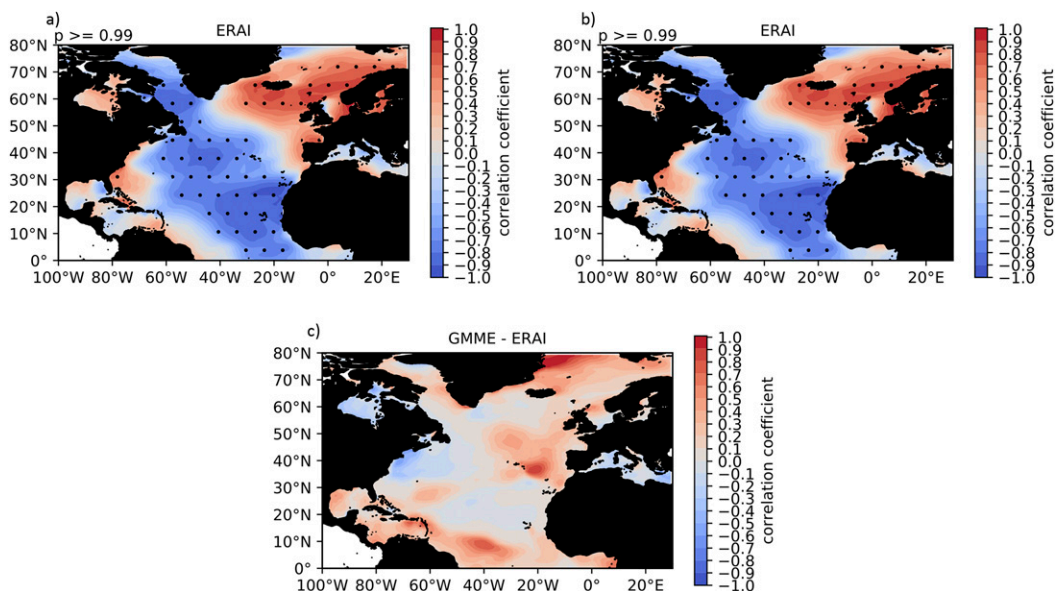 a)
p >= 0.99
ERAI
80°N
70°N
60°N
50°N
40°N
30°N
20°N
10°N
0°
100°W 80°W 60°W 40°W 20°W 0° 20°E
1.0
0.9
0.8
0.7
0.6
0.5
0.4
0.3
0.2
0.1
0.0
−0.1
−0.2
−0.3
−0.4
−0.5
−0.6
−0.7
−0.8
−0.9
−1.0
correlation coefficient
b)
p >= 0.99
ERAI
80°N
70°N
60°N
50°N
40°N
30°N
20°N
10°N
0°
100°W 80°W 60°W 40°W 20°W 0° 20°E
1.0
0.9
0.8
0.7
0.6
0.5
0.4
0.3
0.2
0.1
0.0
−0.1
−0.2
−0.3
−0.4
−0.5
−0.6
−0.7
−0.8
−0.9
−1.0
correlation coefficient
c)
GMME - ERAI
80°N
70°N
60°N
50°N
40°N
30°N
20°N
10°N
0°
100°W 80°W 60°W 40°W 20°W 0° 20°E
1.0
0.9
0.8
0.7
0.6
0.5
0.4
0.3
0.2
0.1
0.0
−0.1
−0.2
−0.3
−0.4
−0.5
−0.6
−0.7
−0.8
−0.9
−1.0
correlation coefficient